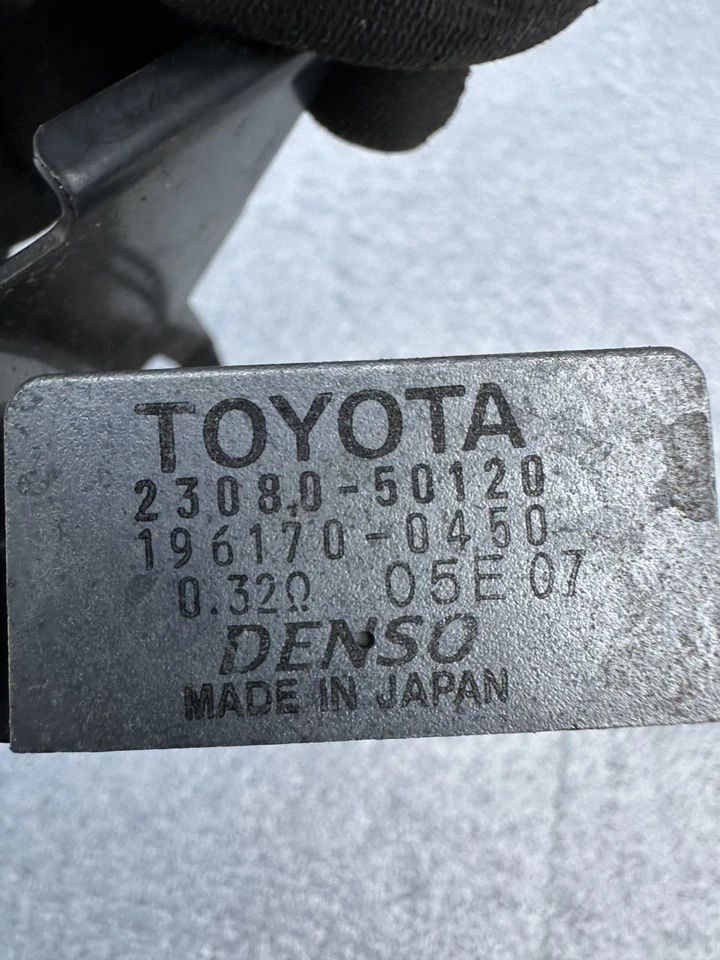 TOYOTA
23080-50120
196170-0450
0.32Ω 05E07
DENSO
MADE IN JAPAN